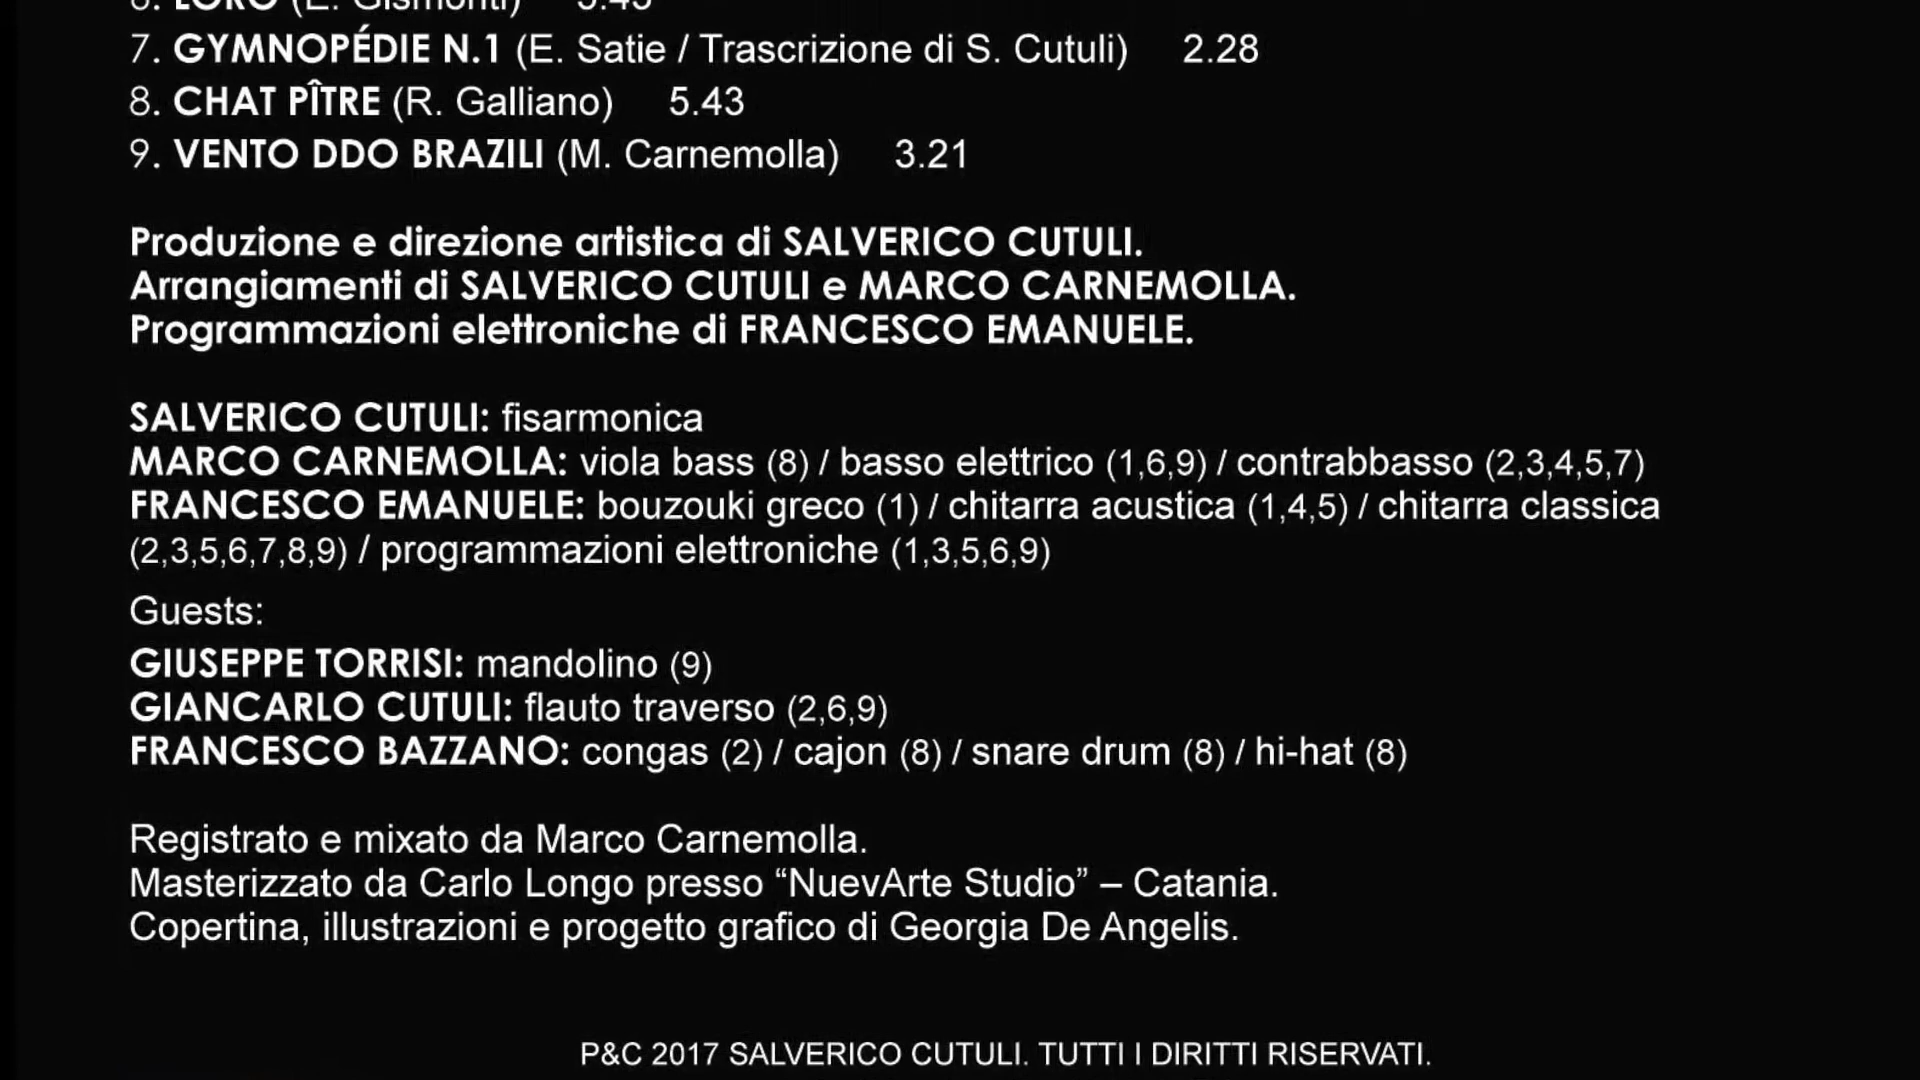 6. LORO (E. Gismonti) 5.45
7. GYMNOPÉDIE N.1 (E. Satie / Trascrizione di S. Cutuli) 2.28
8. CHAT PÎTRE (R. Galliano) 5.43
9. VENTO DDO BRAZILI (M. Carnemolla) 3.21
Produzione e direzione artistica di SALVERICO CUTULI.
Arrangiamenti di SALVERICO CUTULI e MARCO CARNEMOLLA.
Programmazioni elettroniche di FRANCESCO EMANUELE.
SALVERICO CUTULI: fisarmonica
MARCO CARNEMOLLA: viola bass (8) / basso elettrico (1,6,9) / contrabbasso (2,3,4,5,7)
FRANCESCO EMANUELE: bouzouki greco (1) / chitarra acustica (1,4,5) / chitarra classica
(2,3,5,6,7,8,9) / programmazioni elettroniche (1,3,5,6,9)
Guests:
GIUSEPPE TORRISI: mandolino (9)
GIANCARLO CUTULI: flauto traverso (2,6,9)
FRANCESCO BAZZANO: congas (2) / cajon (8) / snare drum (8) / hi-hat (8)
Registrato e mixato da Marco Carnemolla.
Masterizzato da Carlo Longo presso “NuevArte Studio” – Catania.
Copertina, illustrazioni e progetto grafico di Georgia De Angelis.
P&C 2017 SALVERICO CUTULI. TUTTI I DIRITTI RISERVATI.